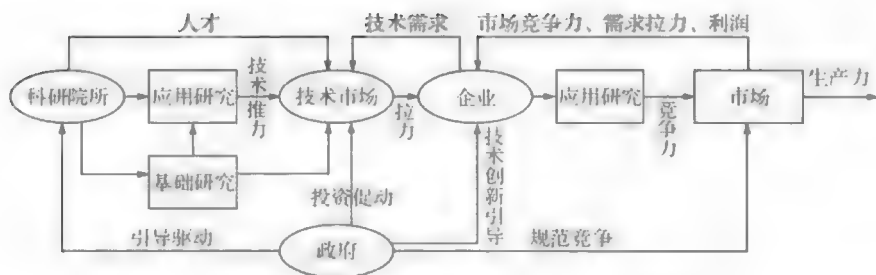 人才
技术需求
市场竞争力、需求拉力、利润
科研院所
应用研究
技术推力
技术市场
拉力
企业
应用研究
竞争力
市场
生产力
基础研究
投资促动
技术创新引导
引导驱动
政府
规范竞争